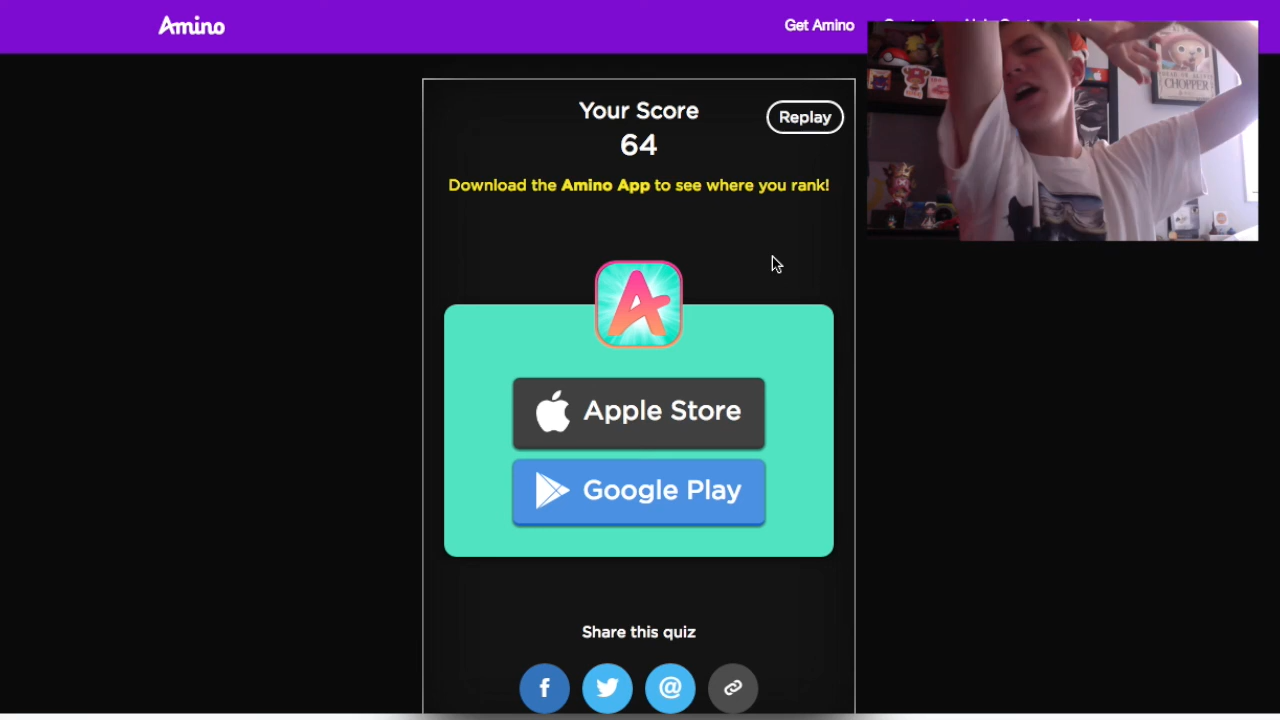 Amino
Get Amino
Your Score
Replay
64
Download the Amino App to see where you rank!
Apple Store
Google Play
Share this quiz
CHOPPER